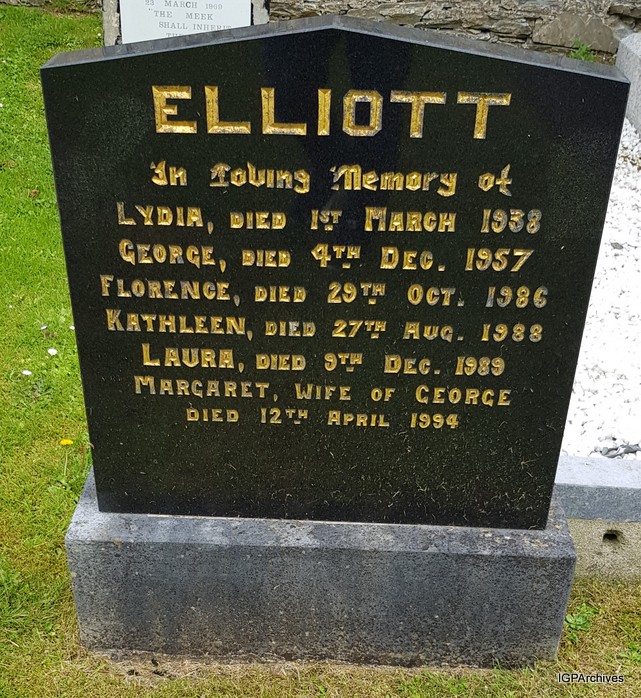 23 MARCH 1969
"THE MEEK
SHALL INHERIT
ELLIOTT
In Loving Memory of
LYDIA, DIED 1ST MARCH 1938
GEORGE, DIED 4TH DEC. 1957
FLORENCE, DIED 29TH OCT. 1986
KATHLEEN, DIED 27TH AUG. 1988
LAURA, DIED 9TH DEC. 1989
MARGARET, WIFE OF GEORGE
DIED 12TH APRIL 1994
IGPArchives